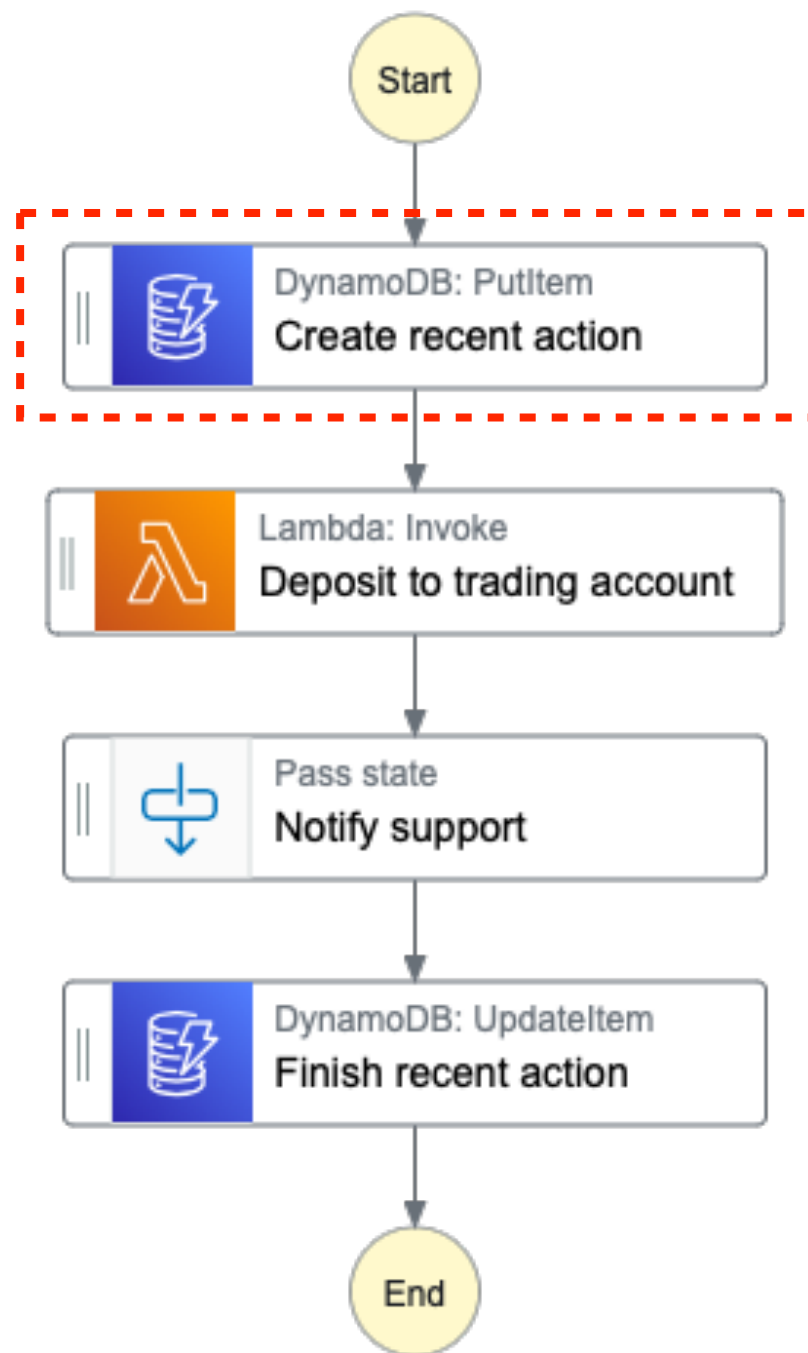 Start
DynamoDB: PutItem
Create recent action
Lambda: Invoke
Deposit to trading account
Pass state
Notify support
DynamoDB: UpdateItem
Finish recent action
End